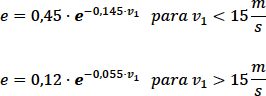 e = 0,45 · e^{-0,145·v₁} para v₁ < 15 m/s
e = 0,12 · e^{-0,055·v₁} para v₁ > 15 m/s